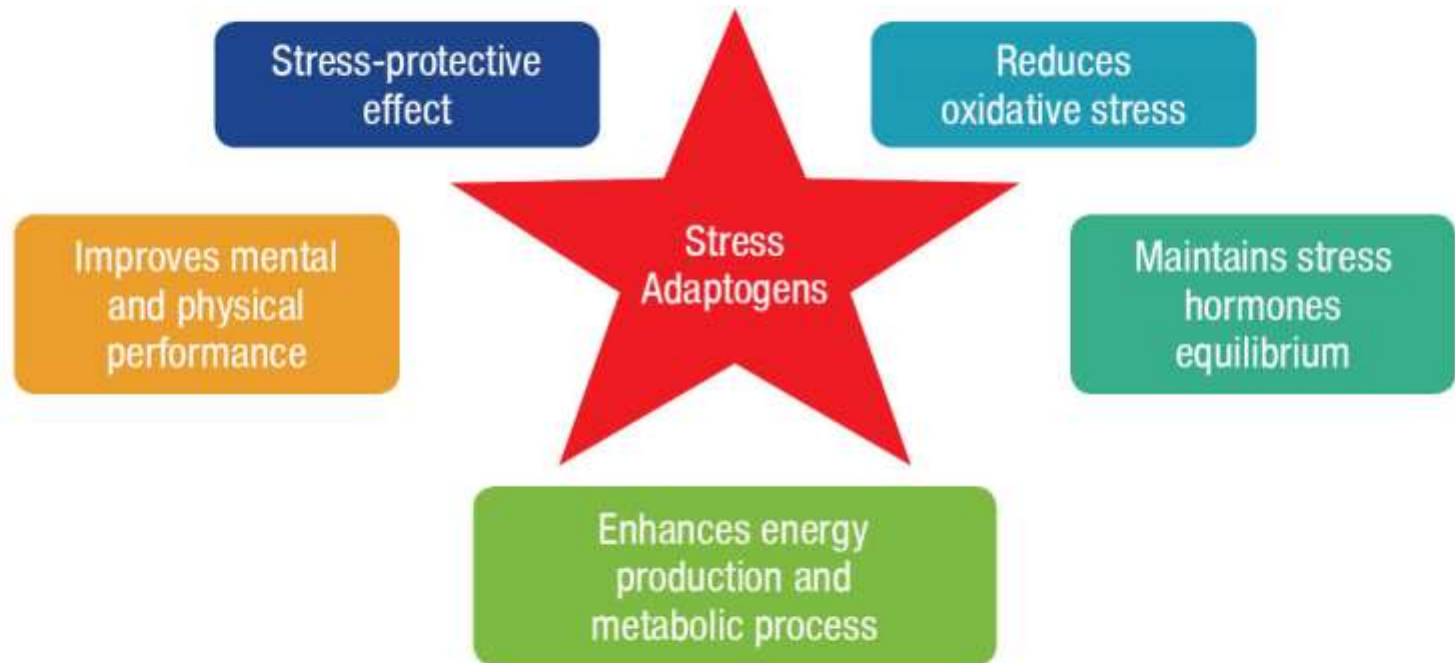 Stress-protective
effect
Reduces
oxidative stress
Improves mental
and physical
performance
Stress
Adaptogens
Maintains stress
hormones
equilibrium
Enhances energy
production and
metabolic process